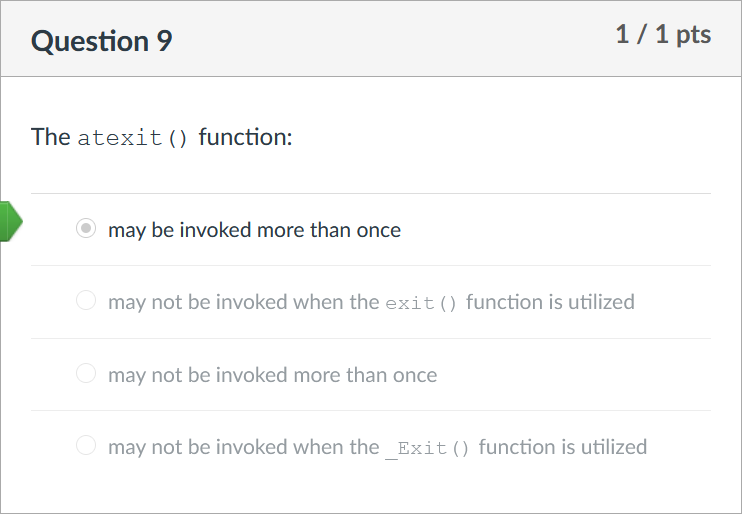 Question 9
1 / 1 pts
The atexit() function:
may be invoked more than once
may not be invoked when the exit() function is utilized
may not be invoked more than once
may not be invoked when the _Exit() function is utilized